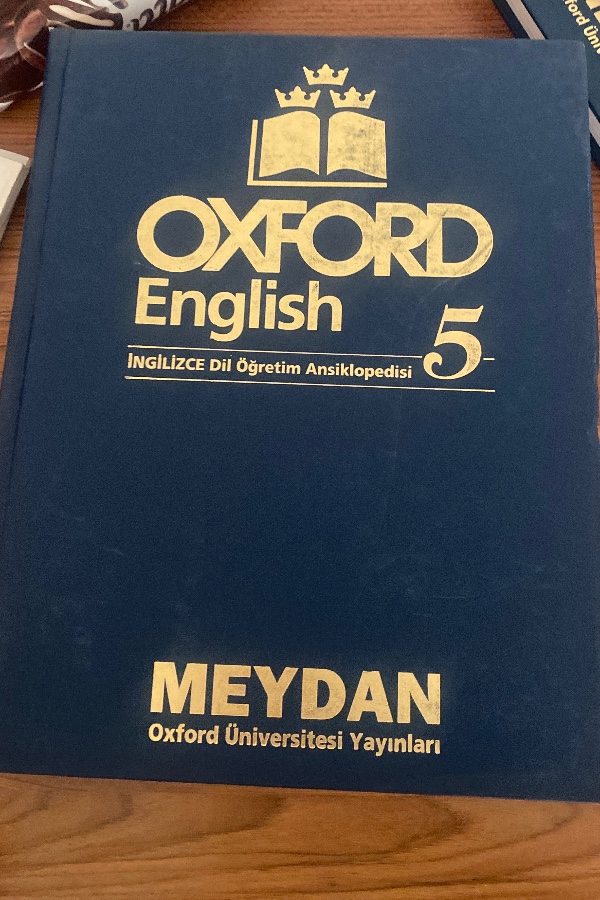 OXFORD
English
İNGİLİZCE Dil Öğretim Ansiklopedisi 5
MEYDAN
Oxford Üniversitesi Yayınları